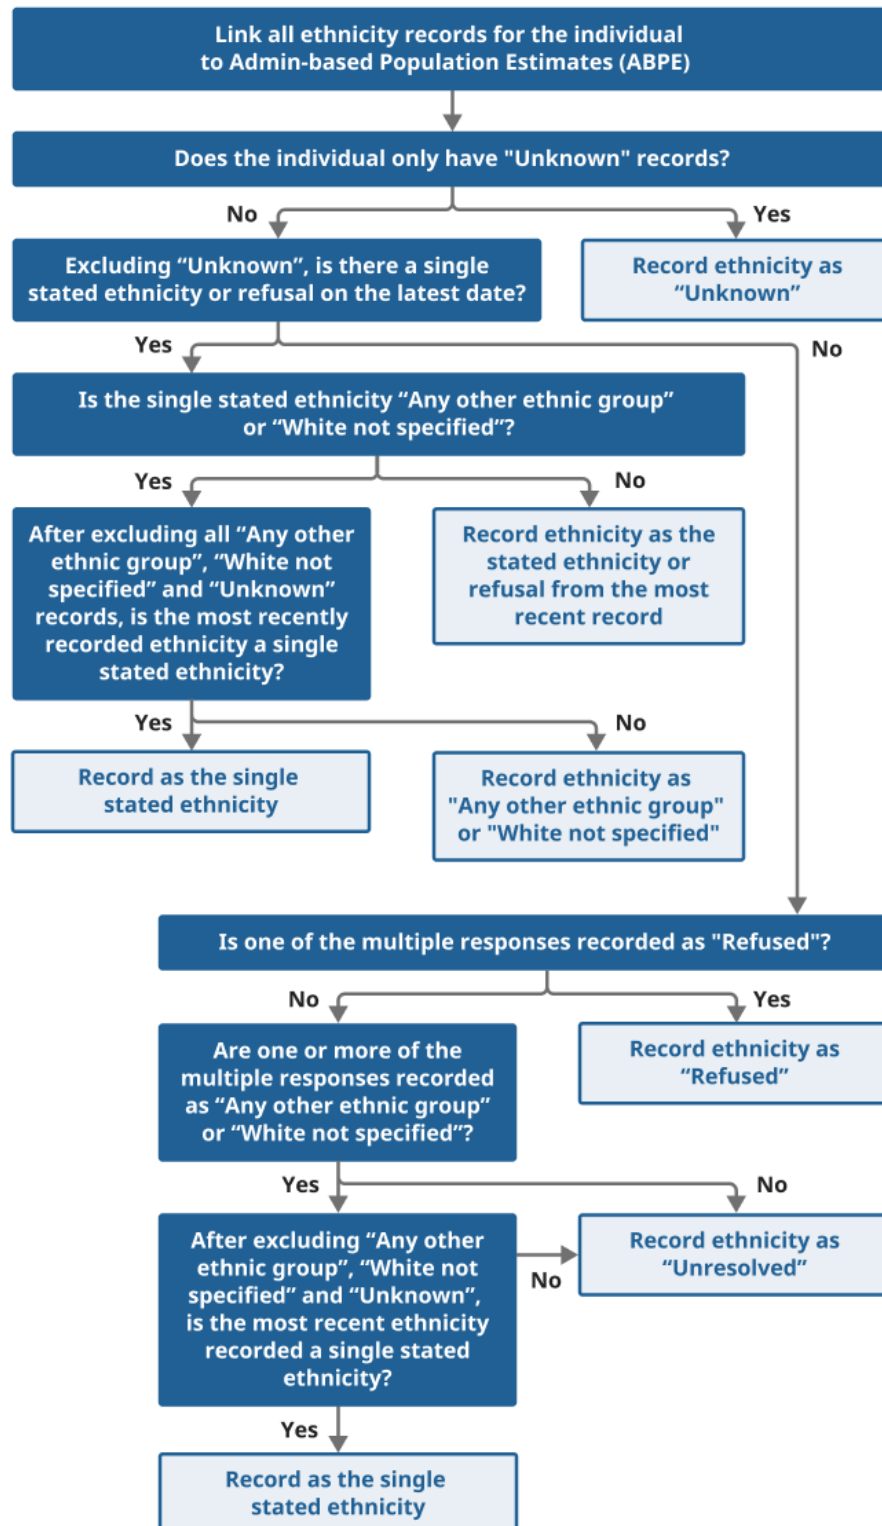 Link all ethnicity records for the individual
to Admin-based Population Estimates (ABPE)
Does the individual only have "Unknown" records?
No
Yes
Excluding “Unknown”, is there a single
stated ethnicity or refusal on the latest date?
Record ethnicity as
“Unknown”
Yes
No
Is the single stated ethnicity “Any other ethnic group”
or “White not specified”?
Yes
No
After excluding all “Any other
ethnic group”, “White not
specified” and “Unknown”
records, is the most recently
recorded ethnicity a single
stated ethnicity?
Record ethnicity as the
stated ethnicity or
refusal from the most
recent record
Yes
No
Record as the single
stated ethnicity
Record ethnicity as
"Any other ethnic group"
or "White not specified"
Is one of the multiple responses recorded as "Refused"?
No
Yes
Are one or more of the
multiple responses recorded
as “Any other ethnic group”
or “White not specified”?
Record ethnicity as
“Refused”
Yes
No
After excluding “Any other
ethnic group”, “White not
specified” and “Unknown”,
is the most recent ethnicity
recorded a single stated
ethnicity?
No
Record ethnicity as
“Unresolved”
Yes
Record as the single
stated ethnicity